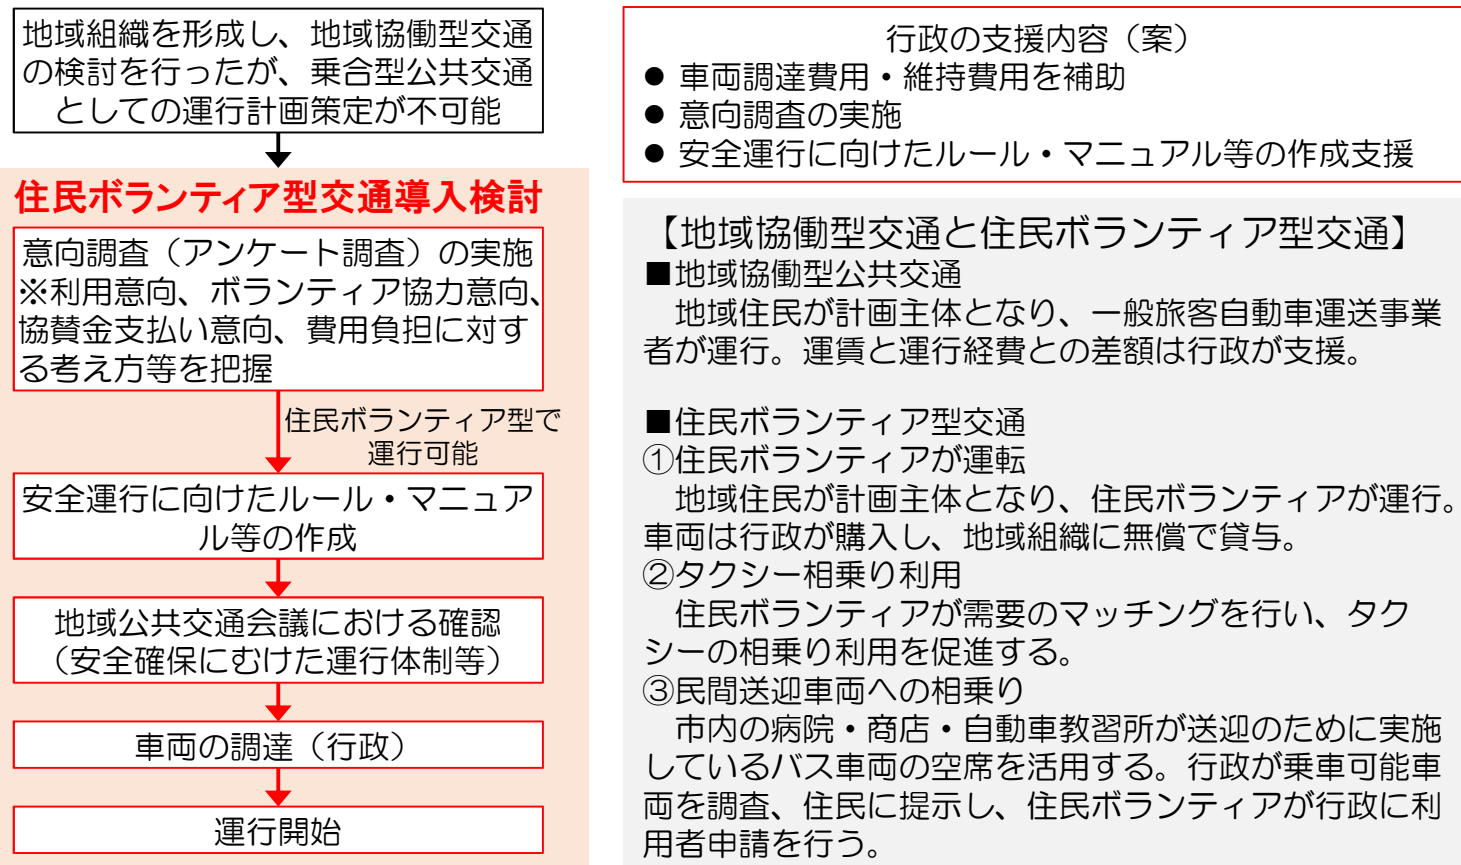 地域組織を形成し、地域協働型交通
の検討を行ったが、乗合型公共交通
としての運行計画策定が不可能
住民ボランティア型交通導入検討
意向調査（アンケート調査）の実施
※利用意向、ボランティア協力意向、
協賛金支払い意向、費用負担に対す
る考え方等を把握
住民ボランティア型で
運行可能
安全運行に向けたルール・マニュア
ル等の作成
地域公共交通会議における確認
（安全確保にむけた運行体制等）
車両の調達（行政）
運行開始
行政の支援内容（案）
● 車両調達費用・維持費用を補助
● 意向調査の実施
● 安全運行に向けたルール・マニュアル等の作成支援
【地域協働型交通と住民ボランティア型交通】
■地域協働型公共交通
　地域住民が計画主体となり、一般旅客自動車運送事業
者が運行。運賃と運行経費との差額は行政が支援。
■住民ボランティア型交通
①住民ボランティアが運転
　地域住民が計画主体となり、住民ボランティアが運行。
車両は行政が購入し、地域組織に無償で貸与。
②タクシー相乗り利用
　住民ボランティアが需要のマッチングを行い、タク
シーの相乗り利用を促進する。
③民間送迎車両への相乗り
　市内の病院・商店・自動車教習所が送迎のために実施
しているバス車両の空席を活用する。行政が乗車可能車
両を調査、住民に提示し、住民ボランティアが行政に利
用者申請を行う。